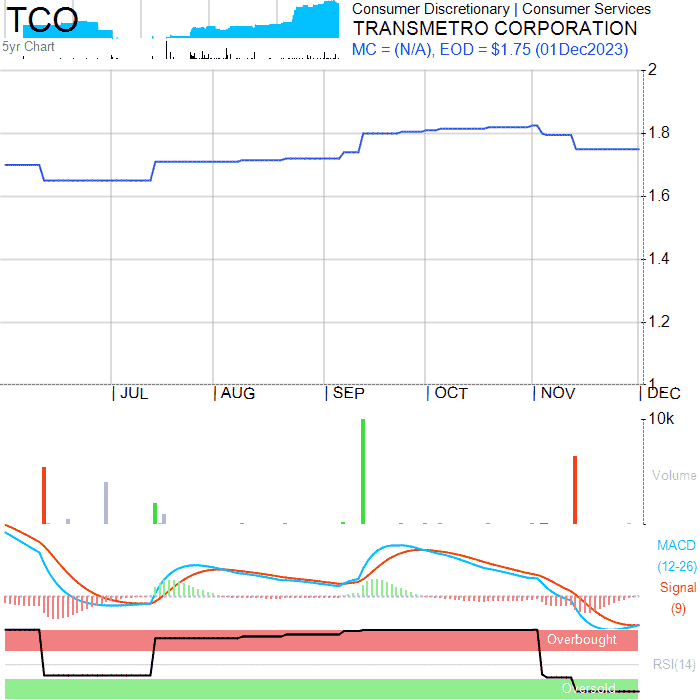 TCO
5yr Chart
Consumer Discretionary | Consumer Services
TRANSMETRO CORPORATION
MC = (N/A), EOD = $1.75 (01Dec2023)
2
1.8
1.6
1.4
1.2
1
| JUL | AUG | SEP | OCT | NOV | DEC
10k
Volume
MACD
(12-26)
Signal
(9)
Overbought
RSI(14)
Oversold